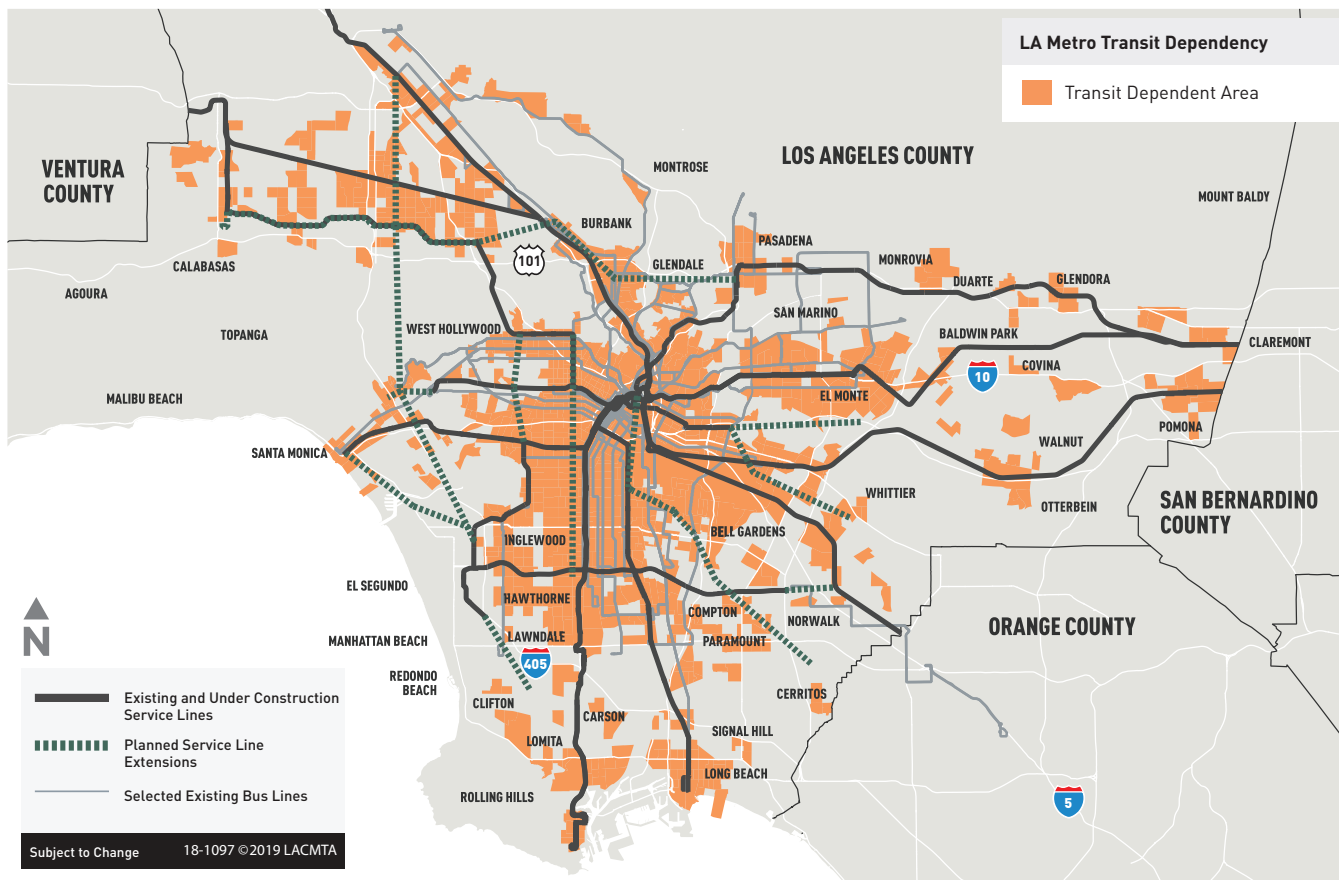 LA Metro Transit Dependency
Transit Dependent Area
VENTURA
COUNTY
LOS ANGELES COUNTY
MONTROSE
MOUNT BALDY
BURBANK
PASADENA
101
GLENDALE
MONROVIA
CALABASAS
DUARTE
GLENDORA
AGOURA
SAN MARINO
WEST HOLLYWOOD
TOPANGA
BALDWIN PARK
CLAREMONT
10
COVINA
MALIBU BEACH
EL MONTE
POMONA
WALNUT
SANTA MONICA
WHITTIER
OTTERBEIN
SAN BERNARDINO
COUNTY
BELL GARDENS
INGLEWOOD
EL SEGUNDO
HAWTHORNE
COMPTON
NORWALK
ORANGE COUNTY
N
MANHATTAN BEACH
LAWNDALE
PARAMOUNT
405
REDONDO
BEACH
CERRITOS
CLIFTON
CARSON
SIGNAL HILL
LOMITA
LONG BEACH
ROLLING HILLS
5
Existing and Under Construction
Service Lines
Planned Service Line
Extensions
Selected Existing Bus Lines
Subject to Change 18-1097 ©2019 LACMTA